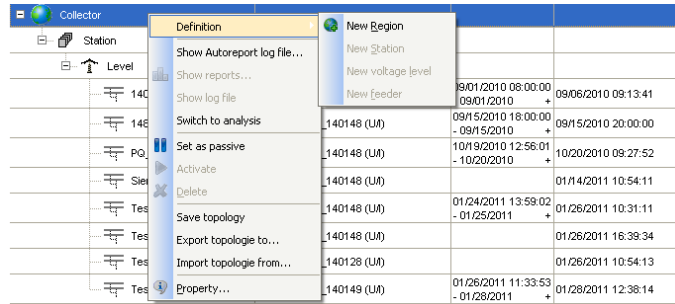 Collector
Station
Level
140
148
PQ_
Sie
Tes
Tes
Tes
Tes
Definition
Show Autoreport log file...
Show reports...
Show log file
Switch to analysis
Set as passive
Activate
Delete
Save topology
Export topologie to...
Import topologie from...
Property...
New Region
New Station
New voltage level
New feeder
09/01/2010 08:00:00
- 09/01/2010 +
09/06/2010 09:13:41
_140148 (U/I)
09/15/2010 18:00:00
- 09/15/2010 +
09/15/2010 20:00:00
_140148 (U/I)
10/19/2010 12:56:01
- 10/20/2010 +
10/20/2010 09:27:52
_140148 (U/I)
01/14/2011 10:54:11
_140148 (U/I)
01/24/2011 13:59:02
- 01/25/2011 +
01/26/2011 10:31:11
_140148 (U/I)
01/26/2011 16:39:34
_140128 (U/I)
01/26/2011 10:54:13
_140149 (U/I)
01/26/2011 11:33:53
- 01/28/2011 +
01/28/2011 12:38:14